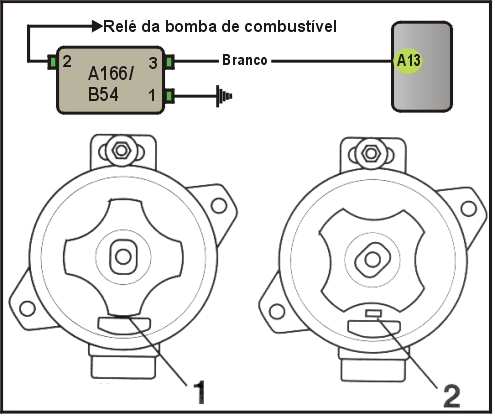 Relé da bomba de combustível
2
3
A166/
B54
1
Branco
A13
1
2